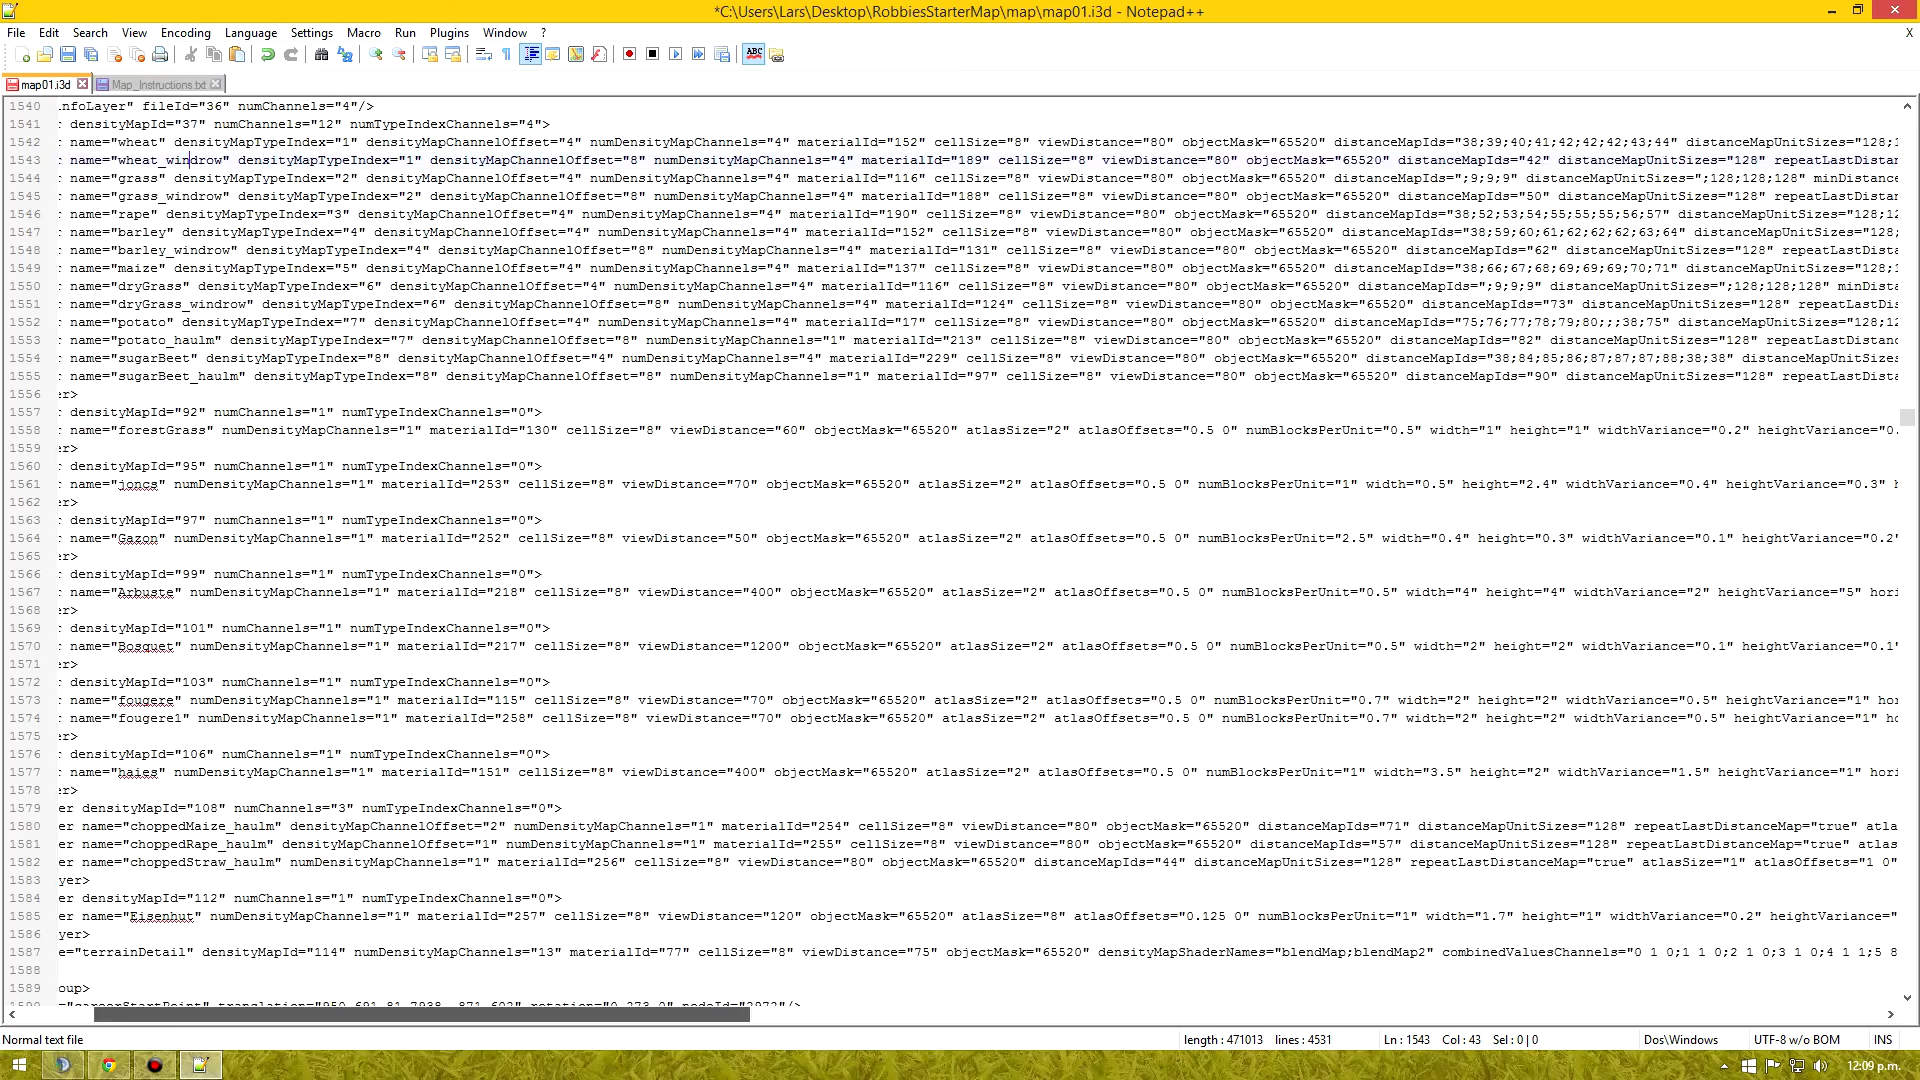 *C:\Users\Lars\Desktop\RobbiesStarterMap\map\map01.i3d - Notepad++
File Edit Search View Encoding Language Settings Macro Run Plugins Window ? X
map01.i3d Map_Instructions.txt
1540 nfoLayer" fileId="36" numChannels="4"/>
1541 densityMapId="37" numChannels="12" numTypeIndexChannels="4">
1542 name="wheat" densityMapTypeIndex="1" densityMapChannelOffset="4" numDensityMapChannels="4" materialId="152" cellSize="8" viewDistance="80" objectMask="65520" distanceMapIds="38;39;40;41;42;42;42;43;44" distanceMapUnitSizes="128;1
1543 name="wheat_windrow" densityMapTypeIndex="1" densityMapChannelOffset="8" numDensityMapChannels="4" materialId="189" cellSize="8" viewDistance="80" objectMask="65520" distanceMapIds="42" distanceMapUnitSizes="128" repeatLastDistan
1544 name="grass" densityMapTypeIndex="2" densityMapChannelOffset="4" numDensityMapChannels="4" materialId="116" cellSize="8" viewDistance="80" objectMask="65520" distanceMapIds=";9;9;9" distanceMapUnitSizes=";128;128;128" minDistance
1545 name="grass_windrow" densityMapTypeIndex="2" densityMapChannelOffset="8" numDensityMapChannels="4" materialId="188" cellSize="8" viewDistance="80" objectMask="65520" distanceMapIds="50" distanceMapUnitSizes="128" repeatLastDistan
1546 name="rape" densityMapTypeIndex="3" densityMapChannelOffset="4" numDensityMapChannels="4" materialId="190" cellSize="8" viewDistance="80" objectMask="65520" distanceMapIds="38;52;53;54;55;55;55;56;57" distanceMapUnitSizes="128;12
1547 name="barley" densityMapTypeIndex="4" densityMapChannelOffset="4" numDensityMapChannels="4" materialId="152" cellSize="8" viewDistance="80" objectMask="65520" distanceMapIds="38;59;60;61;62;62;62;63;64" distanceMapUnitSizes="128;
1548 name="barley_windrow" densityMapTypeIndex="4" densityMapChannelOffset="8" numDensityMapChannels="4" materialId="131" cellSize="8" viewDistance="80" objectMask="65520" distanceMapIds="62" distanceMapUnitSizes="128" repeatLastDista
1549 name="maize" densityMapTypeIndex="5" densityMapChannelOffset="4" numDensityMapChannels="4" materialId="137" cellSize="8" viewDistance="80" objectMask="65520" distanceMapIds="38;66;67;68;69;69;69;70;71" distanceMapUnitSizes="128;1
1550 name="dryGrass" densityMapTypeIndex="6" densityMapChannelOffset="4" numDensityMapChannels="4" materialId="116" cellSize="8" viewDistance="80" objectMask="65520" distanceMapIds=";9;9;9" distanceMapUnitSizes=";128;128;128" minDista
1551 name="dryGrass_windrow" densityMapTypeIndex="6" densityMapChannelOffset="8" numDensityMapChannels="4" materialId="124" cellSize="8" viewDistance="80" objectMask="65520" distanceMapIds="73" distanceMapUnitSizes="128" repeatLastDis
1552 name="potato" densityMapTypeIndex="7" densityMapChannelOffset="4" numDensityMapChannels="4" materialId="17" cellSize="8" viewDistance="80" objectMask="65520" distanceMapIds="75;76;77;78;79;80;;;38;75" distanceMapUnitSizes="128;12
1553 name="potato_haulm" densityMapTypeIndex="7" densityMapChannelOffset="8" numDensityMapChannels="1" materialId="213" cellSize="8" viewDistance="80" objectMask="65520" distanceMapIds="82" distanceMapUnitSizes="128" repeatLastDistanc
1554 name="sugarBeet" densityMapTypeIndex="8" densityMapChannelOffset="4" numDensityMapChannels="4" materialId="229" cellSize="8" viewDistance="80" objectMask="65520" distanceMapIds="38;84;85;86;87;87;87;88;38;38" distanceMapUnitSizes
1555 name="sugarBeet_haulm" densityMapTypeIndex="8" densityMapChannelOffset="8" numDensityMapChannels="1" materialId="97" cellSize="8" viewDistance="80" objectMask="65520" distanceMapIds="90" distanceMapUnitSizes="128" repeatLastDista
1556 er>
1557 densityMapId="92" numChannels="1" numTypeIndexChannels="0">
1558 name="forestGrass" numDensityMapChannels="1" materialId="130" cellSize="8" viewDistance="60" objectMask="65520" atlasSize="2" atlasOffsets="0.5 0" numBlocksPerUnit="0.5" width="1" height="1" widthVariance="0.2" heightVariance="0.
1559 er>
1560 densityMapId="95" numChannels="1" numTypeIndexChannels="0">
1561 name="joncs" numDensityMapChannels="1" materialId="253" cellSize="8" viewDistance="70" objectMask="65520" atlasSize="2" atlasOffsets="0.5 0" numBlocksPerUnit="1" width="0.5" height="2.4" widthVariance="0.4" heightVariance="0.3" h
1562 er>
1563 densityMapId="97" numChannels="1" numTypeIndexChannels="0">
1564 name="Gazon" numDensityMapChannels="1" materialId="252" cellSize="8" viewDistance="50" objectMask="65520" atlasSize="2" atlasOffsets="0.5 0" numBlocksPerUnit="2.5" width="0.4" height="0.3" widthVariance="0.1" heightVariance="0.2"
1565 er>
1566 densityMapId="99" numChannels="1" numTypeIndexChannels="0">
1567 name="Arbuste" numDensityMapChannels="1" materialId="218" cellSize="8" viewDistance="400" objectMask="65520" atlasSize="2" atlasOffsets="0.5 0" numBlocksPerUnit="0.5" width="4" height="4" widthVariance="2" heightVariance="5" hori
1568 er>
1569 densityMapId="101" numChannels="1" numTypeIndexChannels="0">
1570 name="Bosquet" numDensityMapChannels="1" materialId="217" cellSize="8" viewDistance="1200" objectMask="65520" atlasSize="2" atlasOffsets="0.5 0" numBlocksPerUnit="0.5" width="2" height="2" widthVariance="0.1" heightVariance="0.1"
1571 er>
1572 densityMapId="103" numChannels="1" numTypeIndexChannels="0">
1573 name="fougere" numDensityMapChannels="1" materialId="115" cellSize="8" viewDistance="70" objectMask="65520" atlasSize="2" atlasOffsets="0.5 0" numBlocksPerUnit="0.7" width="2" height="2" widthVariance="0.5" heightVariance="1" hor
1574 name="fougere1" numDensityMapChannels="1" materialId="258" cellSize="8" viewDistance="70" objectMask="65520" atlasSize="2" atlasOffsets="0.5 0" numBlocksPerUnit="0.7" width="2" height="2" widthVariance="0.5" heightVariance="1" ho
1575 er>
1576 densityMapId="106" numChannels="1" numTypeIndexChannels="0">
1577 name="haies" numDensityMapChannels="1" materialId="151" cellSize="8" viewDistance="400" objectMask="65520" atlasSize="2" atlasOffsets="0.5 0" numBlocksPerUnit="1" width="3.5" height="2" widthVariance="1.5" heightVariance="1" hori
1578 er>
1579 er densityMapId="108" numChannels="3" numTypeIndexChannels="0">
1580 er name="choppedMaize_haulm" densityMapChannelOffset="2" numDensityMapChannels="1" materialId="254" cellSize="8" viewDistance="80" objectMask="65520" distanceMapIds="71" distanceMapUnitSizes="128" repeatLastDistanceMap="true" atla
1581 er name="choppedRape_haulm" densityMapChannelOffset="1" numDensityMapChannels="1" materialId="255" cellSize="8" viewDistance="80" objectMask="65520" distanceMapIds="57" distanceMapUnitSizes="128" repeatLastDistanceMap="true" atlas
1582 er name="choppedStraw_haulm" numDensityMapChannels="1" materialId="256" cellSize="8" viewDistance="80" objectMask="65520" distanceMapIds="44" distanceMapUnitSizes="128" repeatLastDistanceMap="true" atlasSize="1" atlasOffsets="1 0"
1583 yer>
1584 er densityMapId="112" numChannels="1" numTypeIndexChannels="0">
1585 er name="Eisenhut" numDensityMapChannels="1" materialId="257" cellSize="8" viewDistance="120" objectMask="65520" atlasSize="8" atlasOffsets="0.125 0" numBlocksPerUnit="1" width="1.7" height="1" widthVariance="0.2" heightVariance="
1586 yer>
1587 e="terrainDetail" densityMapId="114" numDensityMapChannels="13" materialId="77" cellSize="8" viewDistance="75" objectMask="65520" densityMapShaderNames="blendMap;blendMap2" combinedValuesChannels="0 1 0;1 1 0;2 1 0;3 1 0;4 1 1;5 8
1588
1589 oup>
Normal text file length : 471013 lines : 4531 Ln : 1543 Col : 43 Sel : 0 | 0 Dos\Windows UTF-8 w/o BOM INS
12:09 p.m.